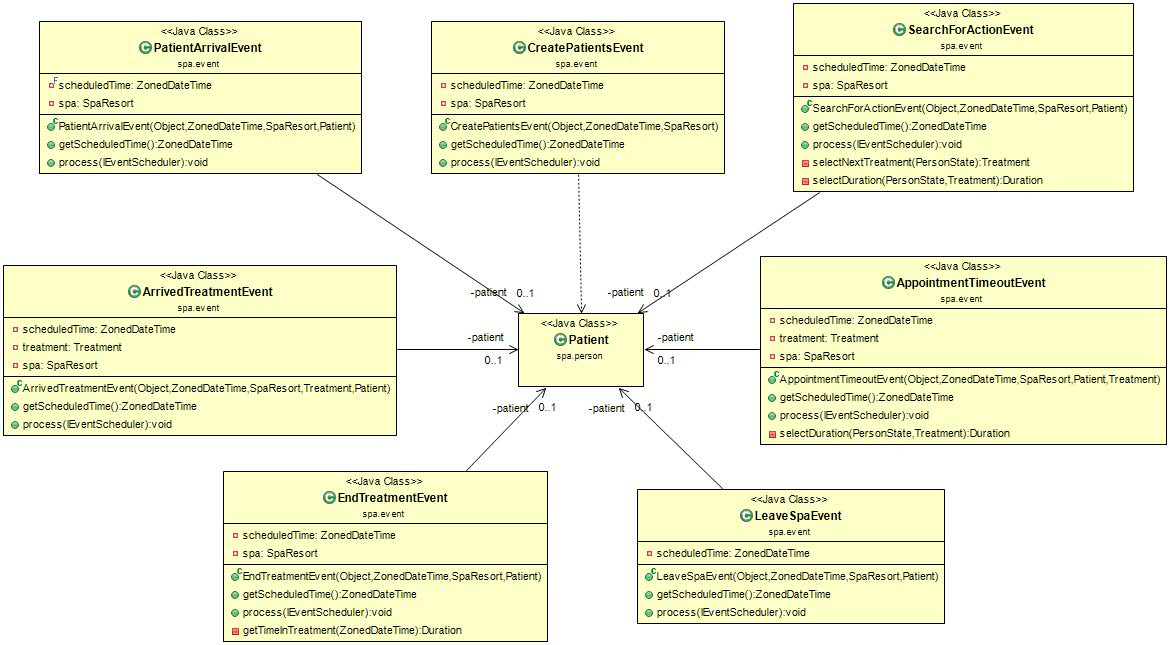 <<Java Class>>
PatientArrivalEvent
spa.event
scheduledTime: ZonedDateTime
spa: SpaResort
PatientArrivalEvent(Object,ZonedDateTime,SpaResort,Patient)
getScheduledTime():ZonedDateTime
process(IEventScheduler):void
<<Java Class>>
CreatePatientsEvent
spa.event
scheduledTime: ZonedDateTime
spa: SpaResort
CreatePatientsEvent(Object,ZonedDateTime,SpaResort)
getScheduledTime():ZonedDateTime
process(IEventScheduler):void
<<Java Class>>
SearchForActionEvent
spa.event
scheduledTime: ZonedDateTime
spa: SpaResort
SearchForActionEvent(Object,ZonedDateTime,SpaResort,Patient)
getScheduledTime():ZonedDateTime
process(IEventScheduler):void
selectNextTreatment(PersonState):Treatment
selectDuration(PersonState,Treatment):Duration
<<Java Class>>
ArrivedTreatmentEvent
spa.event
scheduledTime: ZonedDateTime
treatment: Treatment
spa: SpaResort
ArrivedTreatmentEvent(Object,ZonedDateTime,SpaResort,Treatment,Patient)
getScheduledTime():ZonedDateTime
process(IEventScheduler):void
-patient 0..1
-patient 0..1
-patient
0..1
<<Java Class>>
Patient
spa.person
-patient
0..1
-patient 0..1
-patient 0..1
<<Java Class>>
AppointmentTimeoutEvent
spa.event
scheduledTime: ZonedDateTime
treatment: Treatment
spa: SpaResort
AppointmentTimeoutEvent(Object,ZonedDateTime,SpaResort,Patient,Treatment)
getScheduledTime():ZonedDateTime
process(IEventScheduler):void
selectDuration(PersonState,Treatment):Duration
<<Java Class>>
EndTreatmentEvent
spa.event
scheduledTime: ZonedDateTime
spa: SpaResort
EndTreatmentEvent(Object,ZonedDateTime,SpaResort,Patient)
getScheduledTime():ZonedDateTime
process(IEventScheduler):void
getTimeInTreatment(ZonedDateTime):Duration
<<Java Class>>
LeaveSpaEvent
spa.event
scheduledTime: ZonedDateTime
LeaveSpaEvent(Object,ZonedDateTime,SpaResort,Patient)
getScheduledTime():ZonedDateTime
process(IEventScheduler):void